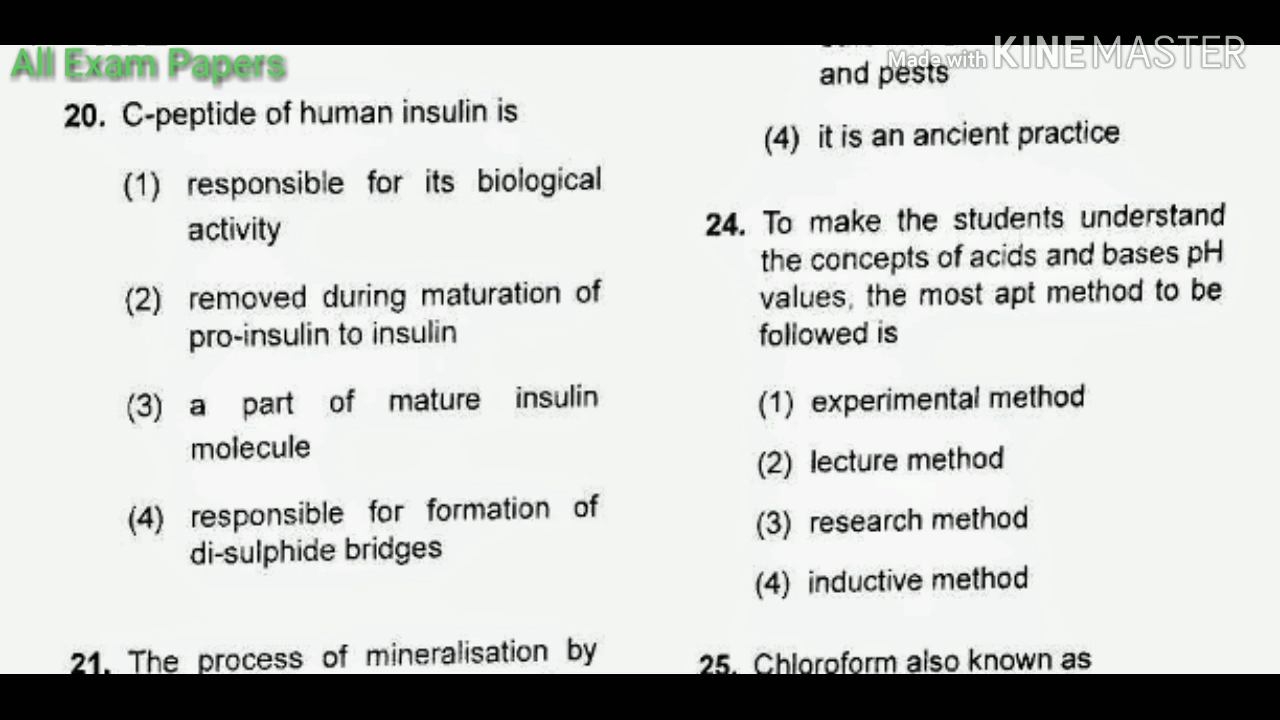 All Exam Papers
Made with KINEMASTER
20. C-peptide of human insulin is
(1) responsible for its biological
activity
(2) removed during maturation of
pro-insulin to insulin
(3) a part of mature insulin
molecule
(4) responsible for formation of
di-sulphide bridges
21. The process of mineralisation by
and pests
(4) it is an ancient practice
24. To make the students understand
the concepts of acids and bases pH
values, the most apt method to be
followed is
(1) experimental method
(2) lecture method
(3) research method
(4) inductive method
25. Chloroform also known as